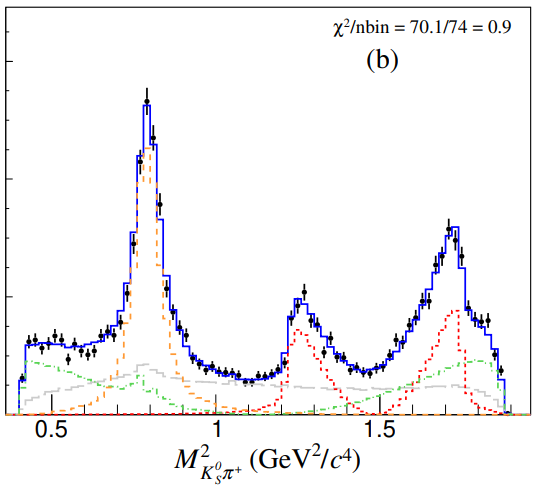 χ²/nbin = 70.1/74 = 0.9
(b)
0.5 1 1.5
M²_{K_S^0π⁺} (GeV²/c⁴)